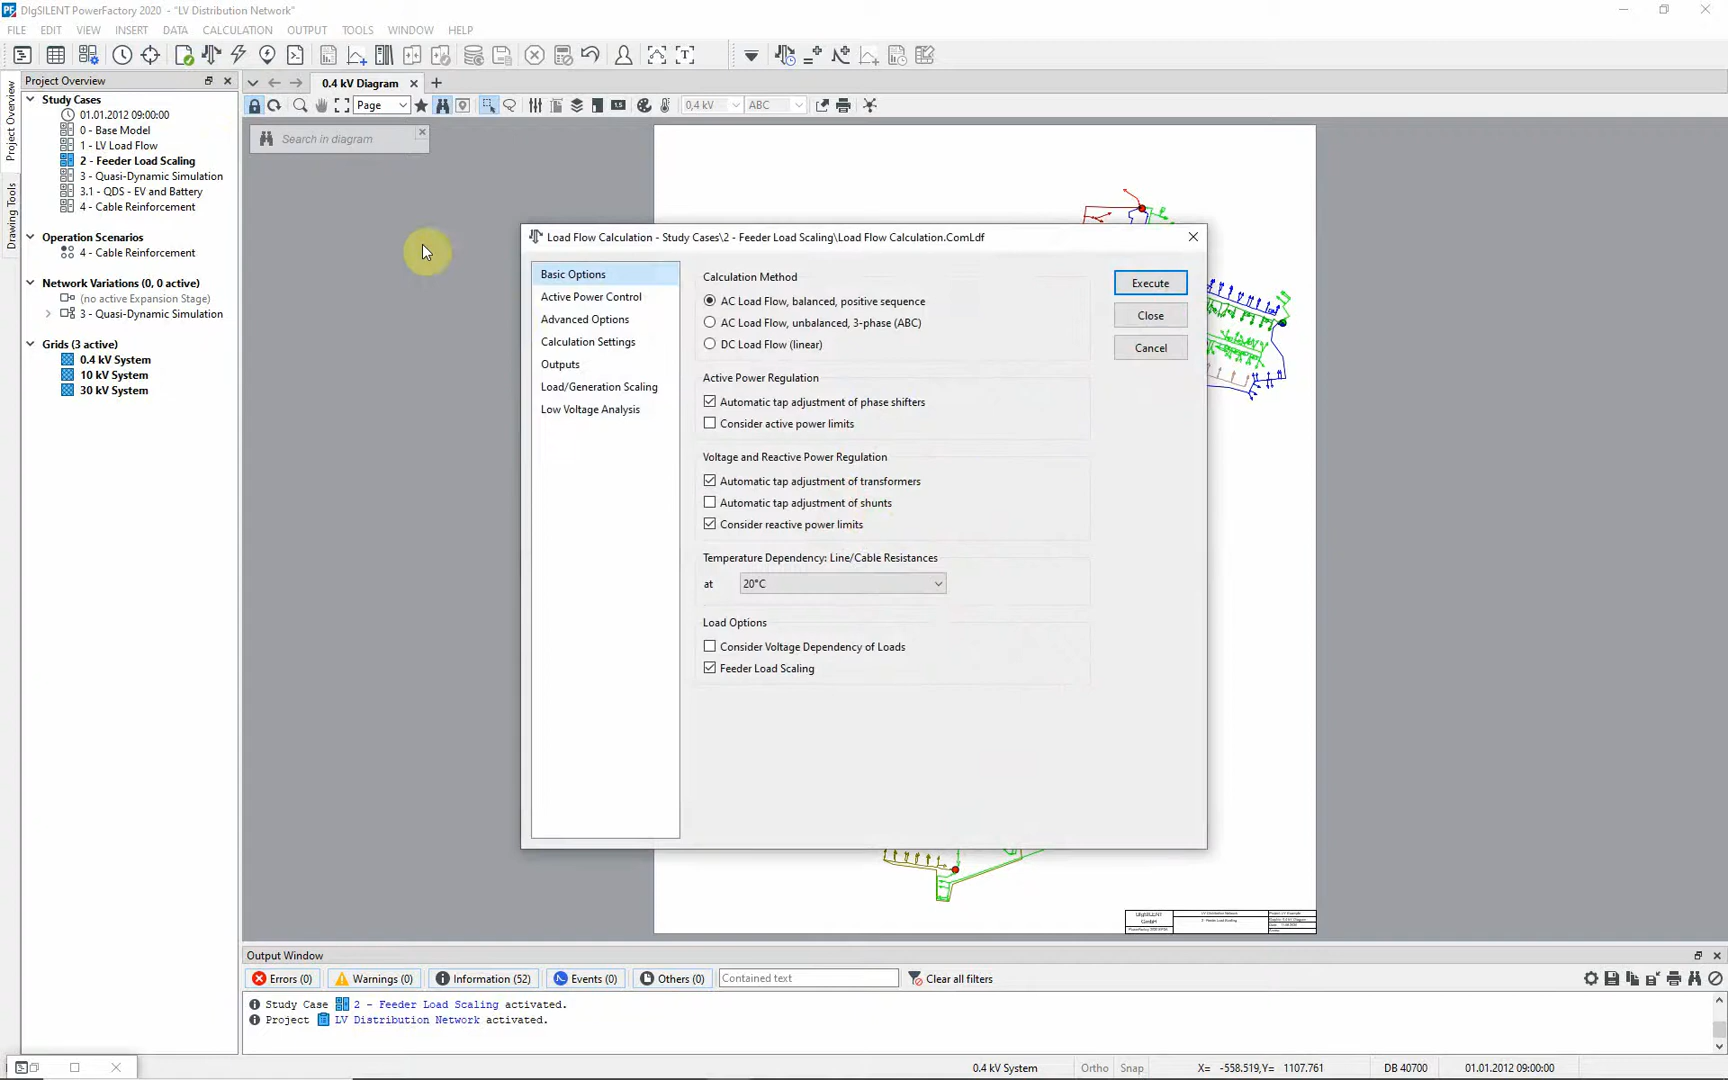 DIgSILENT PowerFactory 2020 - "LV Distribution Network"
FILE EDIT VIEW INSERT DATA CALCULATION OUTPUT TOOLS WINDOW HELP
Project Overview
Drawing Tools
Project Overview
Study Cases
01.01.2012 09:00:00
0 - Base Model
1 - LV Load Flow
2 - Feeder Load Scaling
3 - Quasi-Dynamic Simulation
3.1 - QDS - EV and Battery
4 - Cable Reinforcement
Operation Scenarios
4 - Cable Reinforcement
Network Variations (0, 0 active)
(no active Expansion Stage)
3 - Quasi-Dynamic Simulation
Grids (3 active)
0.4 kV System
10 kV System
30 kV System
0.4 kV Diagram
Page
0,4 kV
ABC
Search in diagram
Load Flow Calculation - Study Cases\2 - Feeder Load Scaling\Load Flow Calculation.ComLdf
Basic Options
Active Power Control
Advanced Options
Calculation Settings
Outputs
Load/Generation Scaling
Low Voltage Analysis
Calculation Method
AC Load Flow, balanced, positive sequence
AC Load Flow, unbalanced, 3-phase (ABC)
DC Load Flow (linear)
Active Power Regulation
Automatic tap adjustment of phase shifters
Consider active power limits
Voltage and Reactive Power Regulation
Automatic tap adjustment of transformers
Automatic tap adjustment of shunts
Consider reactive power limits
Temperature Dependency: Line/Cable Resistances
at 20°C
Load Options
Consider Voltage Dependency of Loads
Feeder Load Scaling
Execute
Close
Cancel
Output Window
Errors (0)
Warnings (0)
Information (52)
Events (0)
Others (0)
Contained text
Clear all filters
Study Case 2 - Feeder Load Scaling activated.
Project LV Distribution Network activated.
0.4 kV System
Ortho
Snap
X= -558.519,Y= 1107.761
DB 40700
01.01.2012 09:00:00